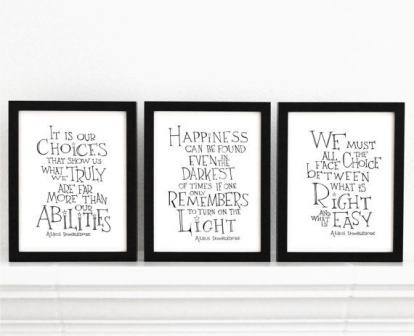 IT IS OUR
CHOICES
THAT SHOW US
WHAT WE TRULY
ARE FAR
MORE THAN
OUR
ABILITIES
ALBUS DUMBLEDORE
HAPPINESS
CAN BE FOUND
EVEN IN THE
DARKEST
OF TIMES IF ONE
ONLY
REMEMBERS
TO TURN ON THE
LIGHT
ALBUS DUMBLEDORE
WE MUST
ALL FACE THE CHOICE
BETWEEN
WHAT IS
RIGHT
AND WHAT IS EASY
ALBUS DUMBLEDORE